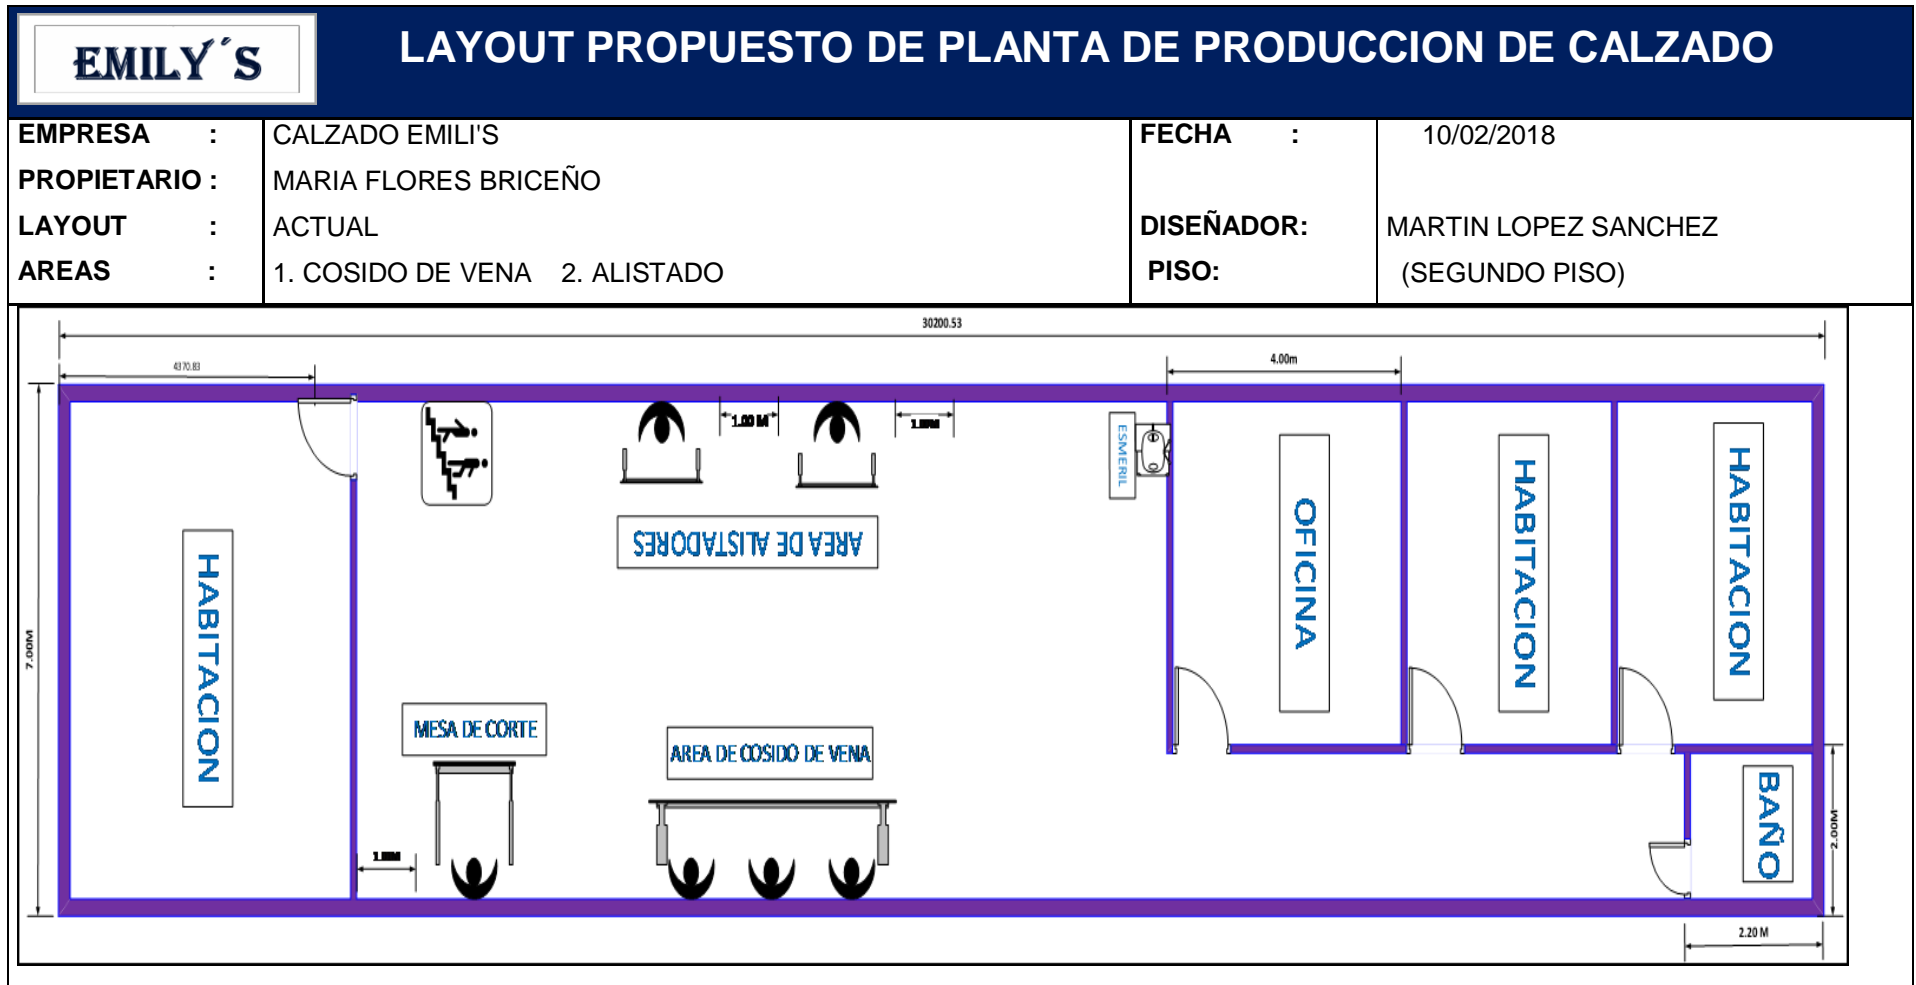 EMILY´S
LAYOUT PROPUESTO DE PLANTA DE PRODUCCION DE CALZADO
EMPRESA : CALZADO EMILI'S FECHA : 10/02/2018
PROPIETARIO : MARIA FLORES BRICEÑO
LAYOUT : ACTUAL DISEÑADOR: MARTIN LOPEZ SANCHEZ
AREAS : 1. COSIDO DE VENA 2. ALISTADO PISO: (SEGUNDO PISO)
30200.53
4370.83
4.00m
1.00 M
ESMERIL
HABITACION
AREA DE ALISTADORES
OFICINA
HABITACION
HABITACION
7.00M
MESA DE CORTE
AREA DE COSIDO DE VENA
BAÑO
2.00M
2.20 M